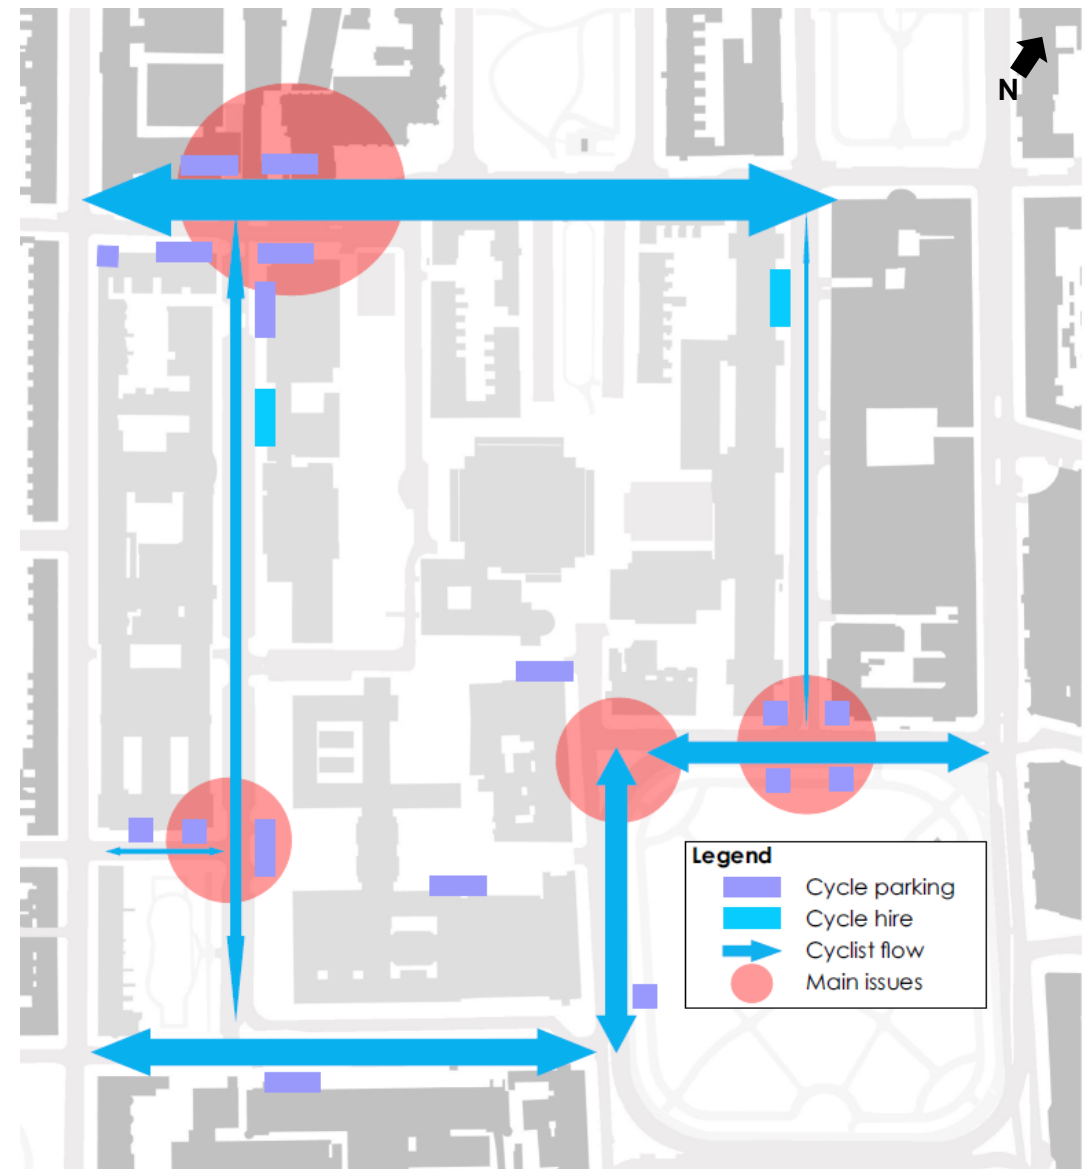 N
Legend
Cycle parking
Cycle hire
Cyclist flow
Main issues